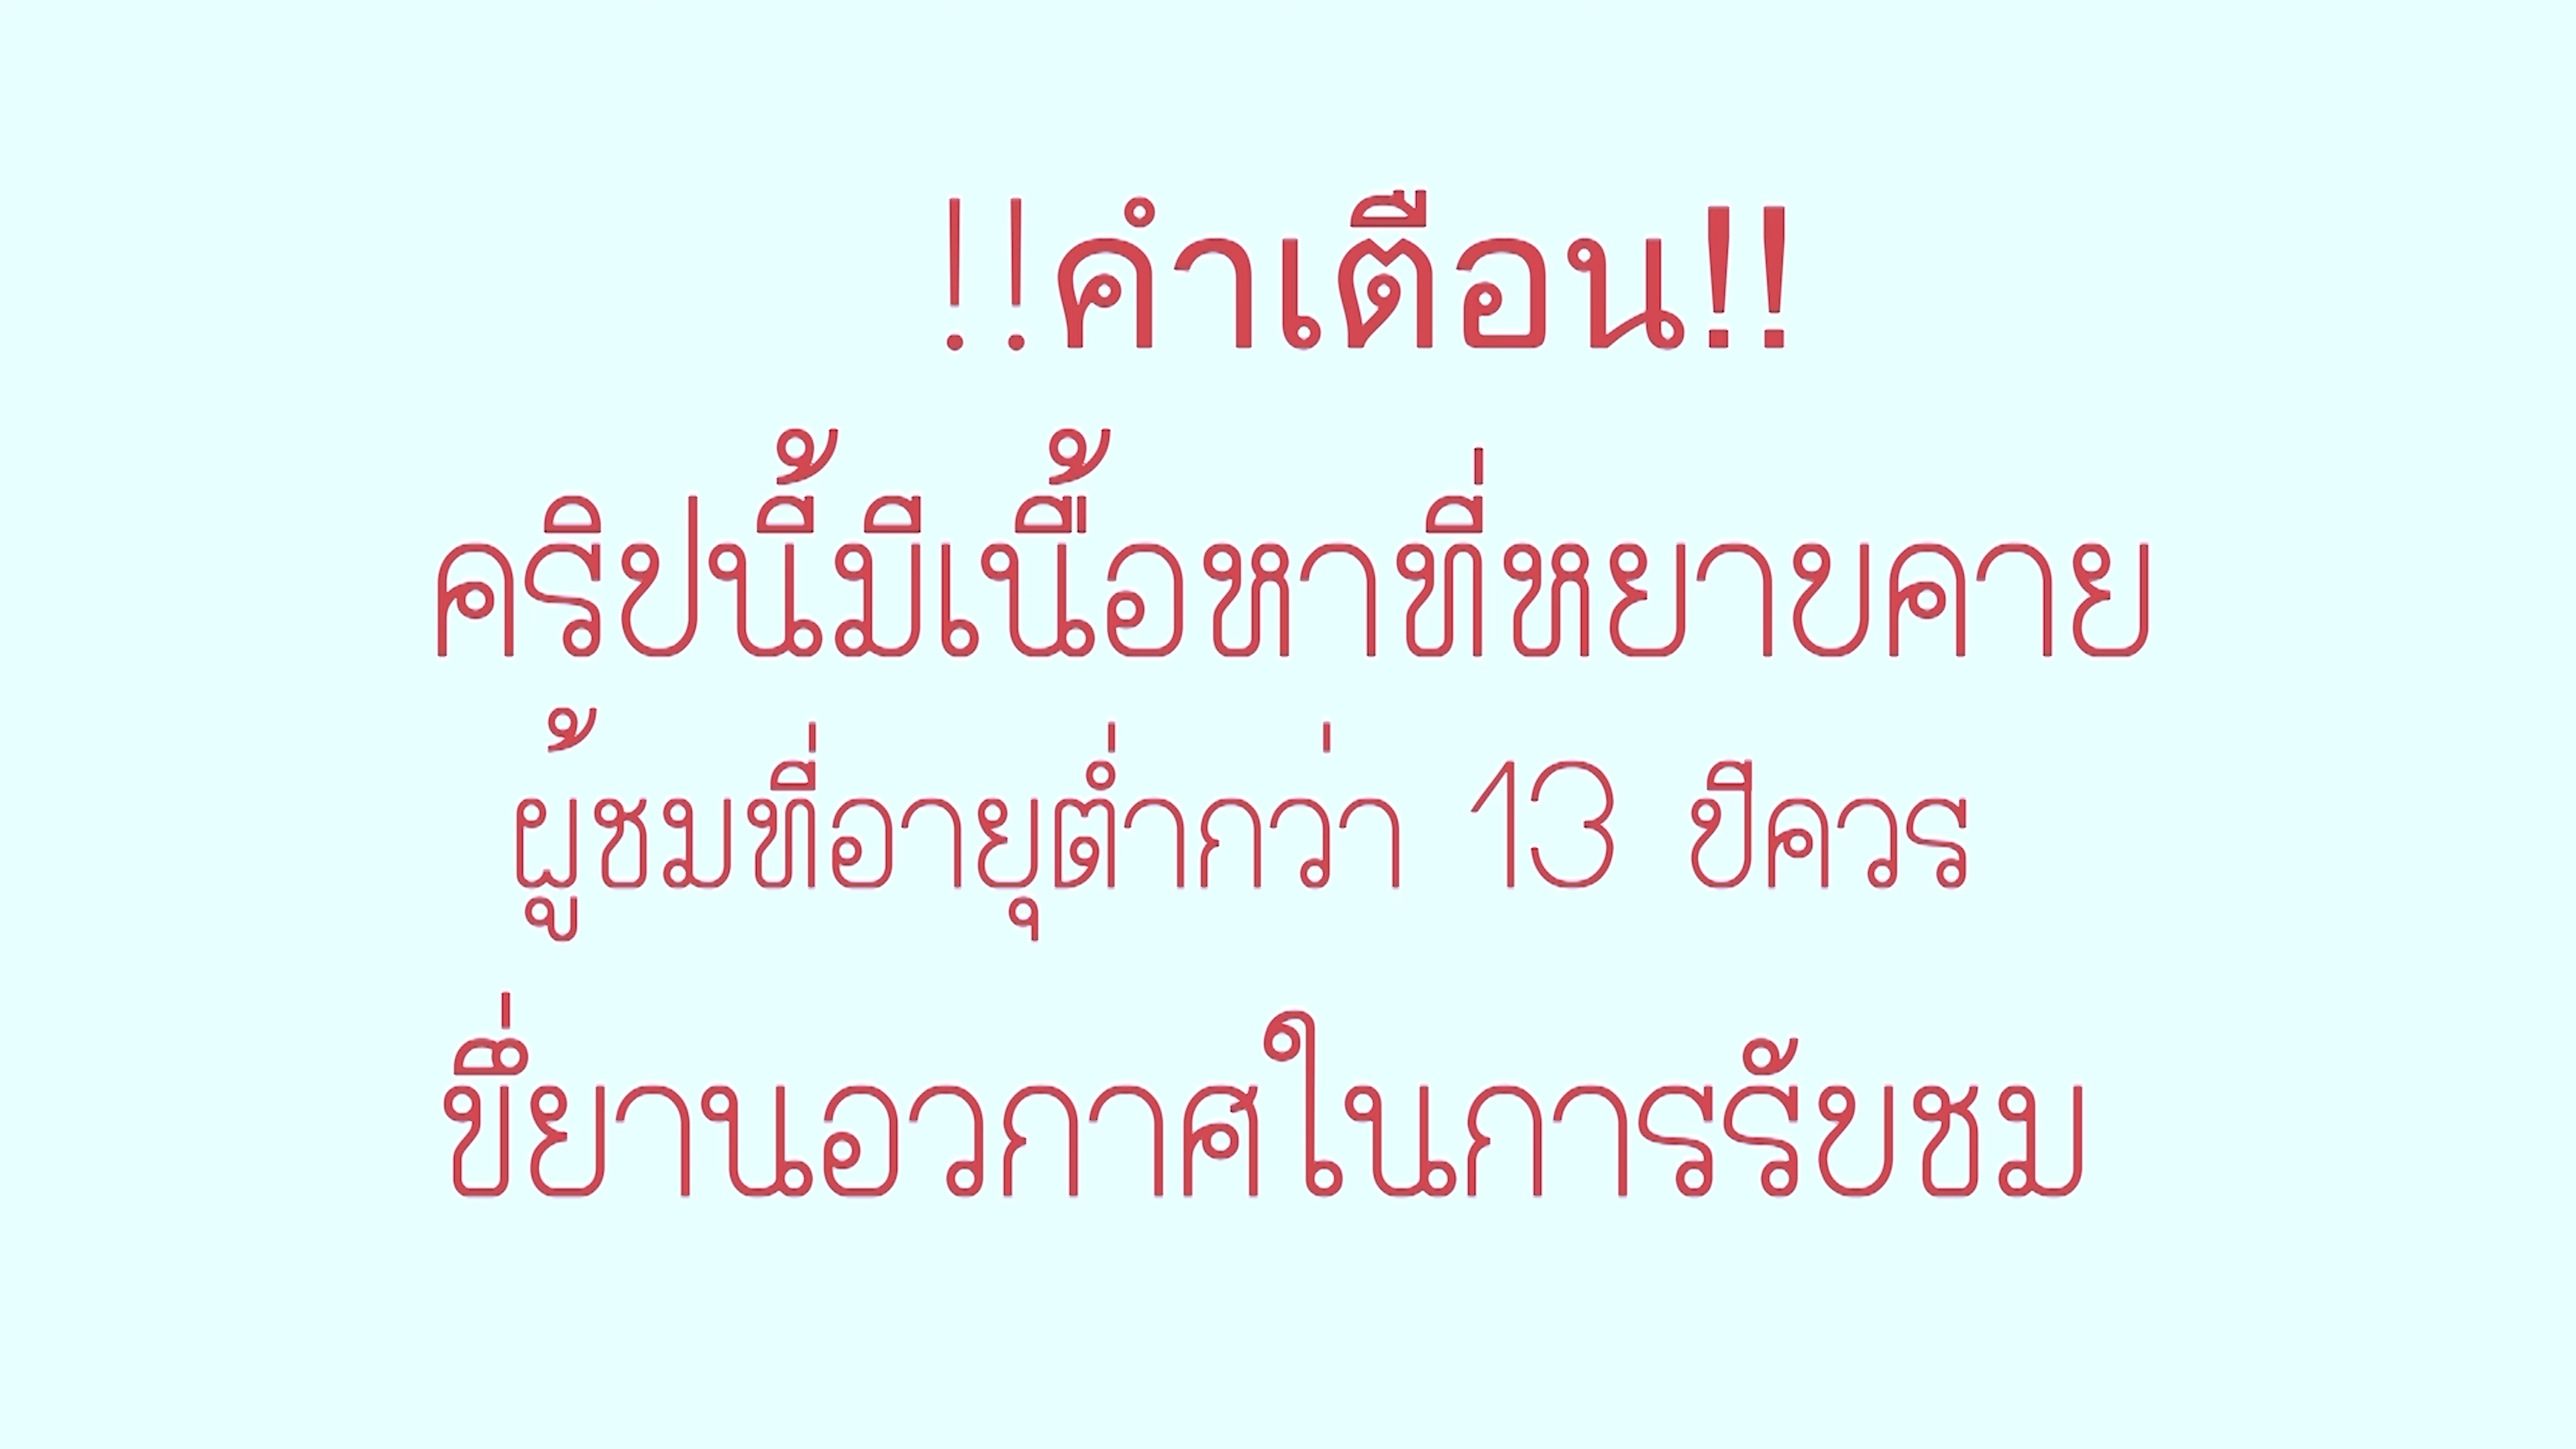 !!คำเตือน!!
คริปนี้มีเนื้อหาที่หยาบคาย
ผู้ชมที่อายุต่ำกว่า 13 ปีควร
ขึ่ยานอวกาศในการรับชม